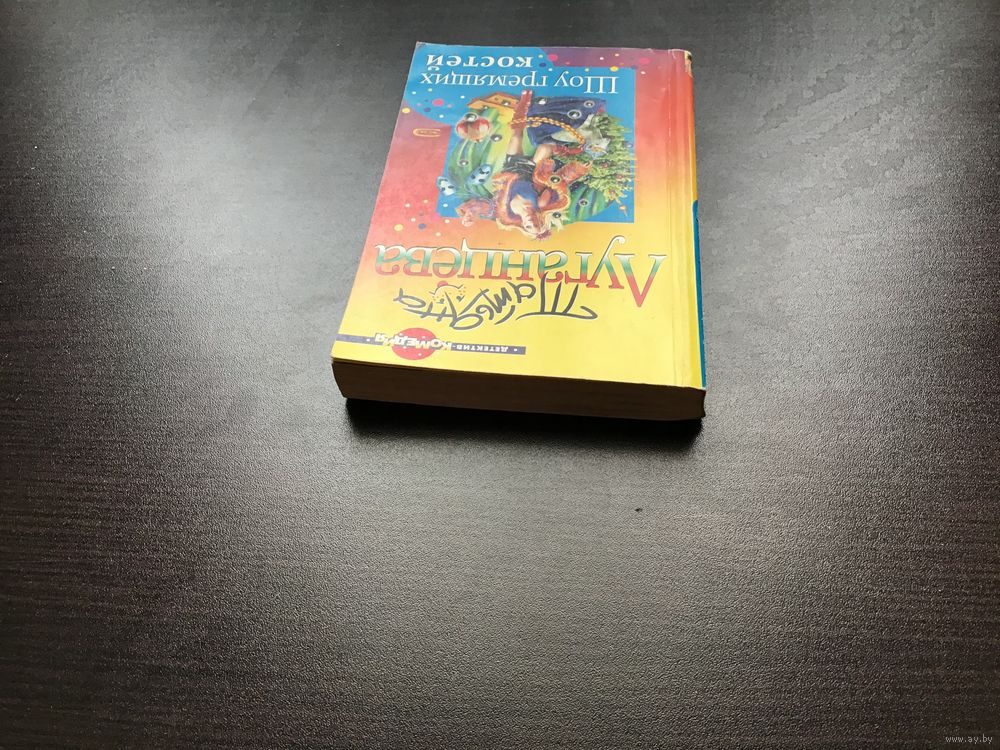 • ДЕТЕКТИВ-КОМЕДИЯ •
Татьяна
Луганцева
Шоу гремящих
костей
www.ay.by